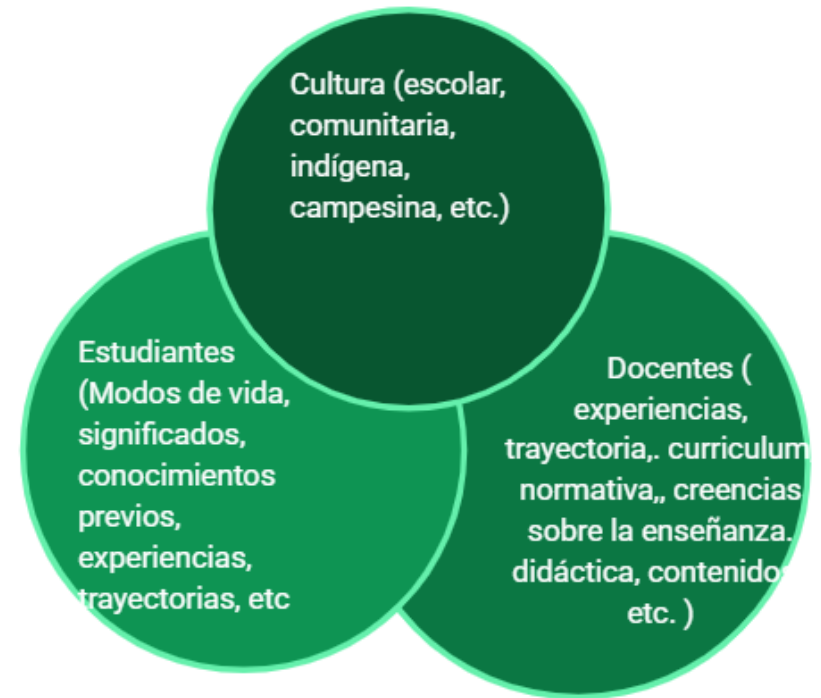 Cultura (escolar,
comunitaria,
indígena,
campesina, etc.)
Estudiantes
(Modos de vida,
significados,
conocimientos
previos,
experiencias,
trayectorias, etc
Docentes (
experiencias,
trayectoria,. curriculum
normativa,, creencias
sobre la enseñanza.
didáctica, contenidos
etc. )